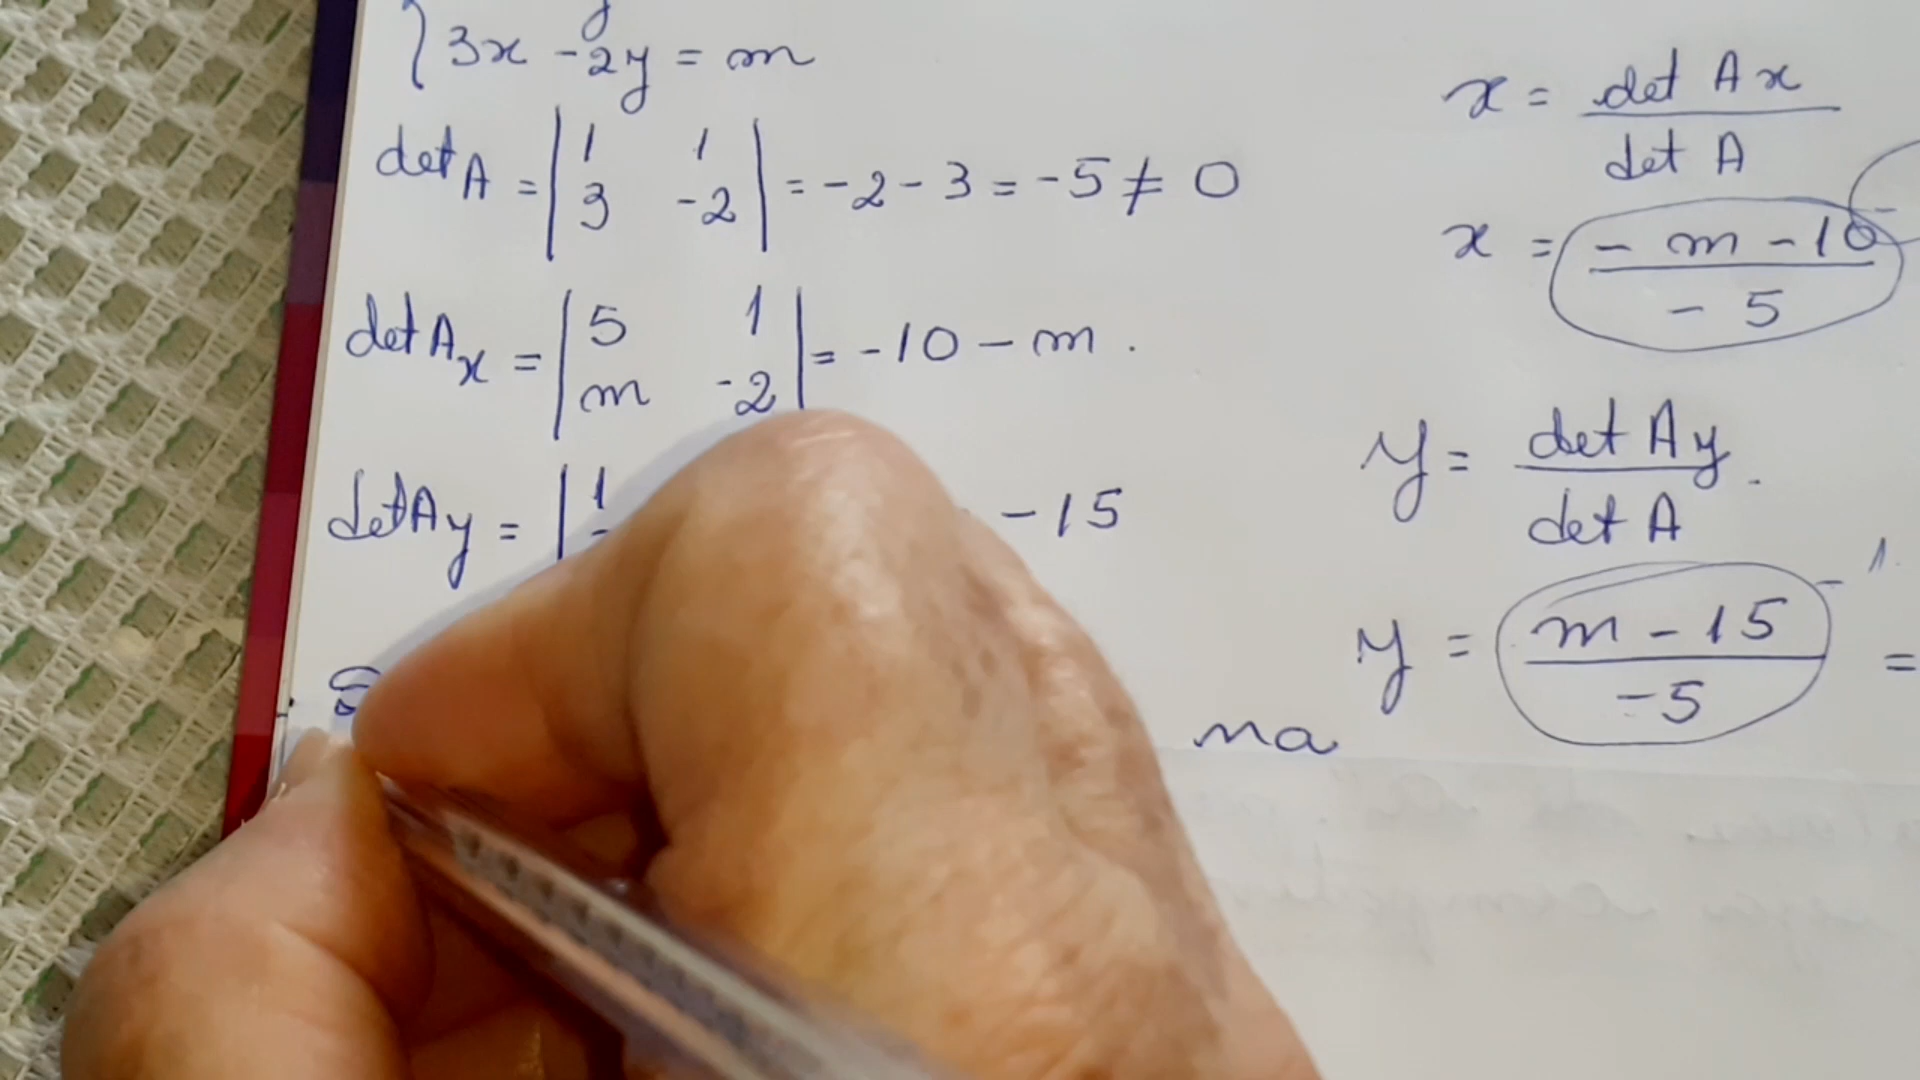 3x - 2y = m
det A = | 1 1 | = -2 - 3 = -5 ≠ 0
| 3 -2 |
det Ax = | 5 1 | = -10 - m .
| m -2 |
det Ay = | 1
- 15
na
x = det Ax
det A
x = - m - 10
- 5
y = det Ay .
det A
y = m - 15 =
-5